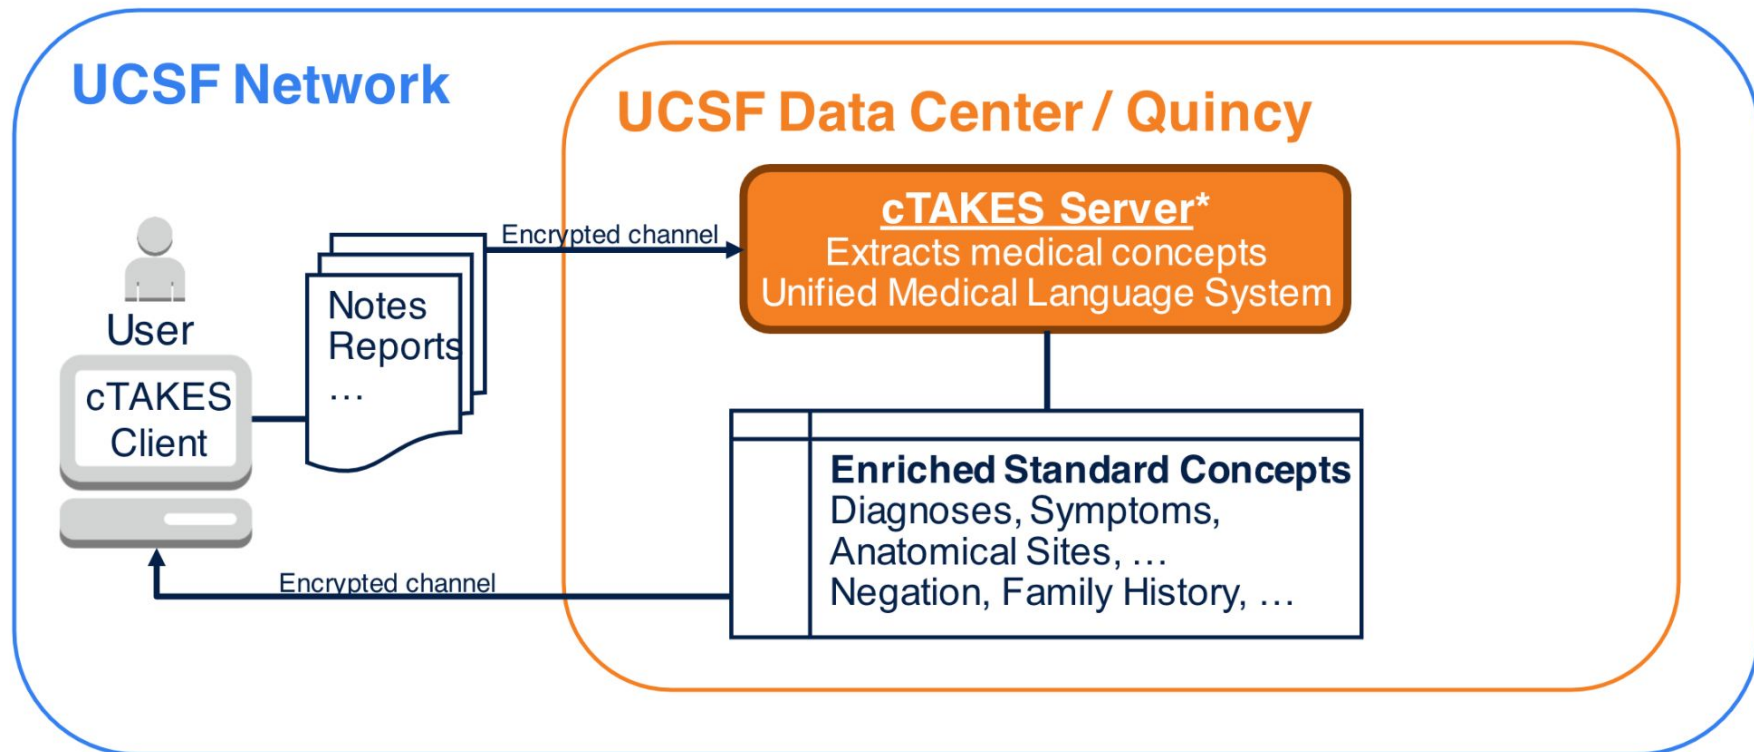 UCSF Network
UCSF Data Center / Quincy
cTAKES Server*
Extracts medical concepts
Unified Medical Language System
Encrypted channel
User
cTAKES
Client
Notes
Reports
…
Enriched Standard Concepts
Diagnoses, Symptoms,
Anatomical Sites, …
Negation, Family History, …
Encrypted channel